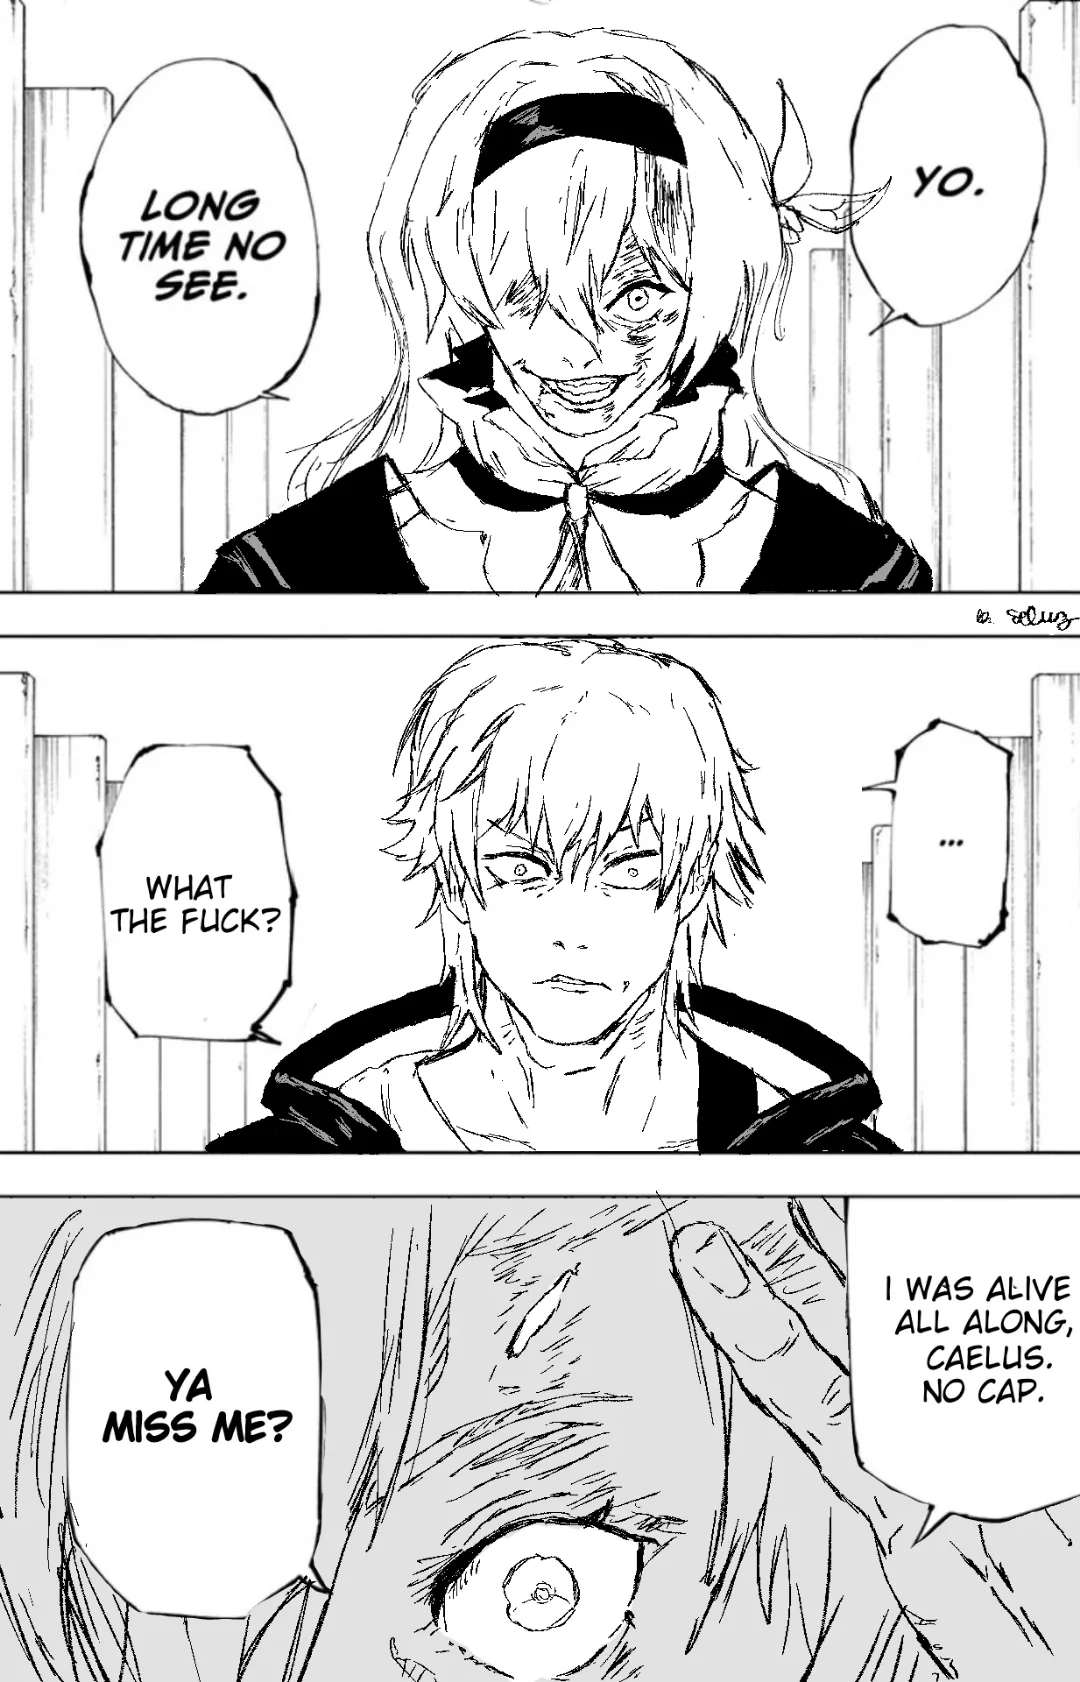 YO.
LONG
TIME NO
SEE.
...
WHAT
THE FUCK?
I WAS ALIVE
ALL ALONG,
CAELUS.
NO CAP.
YA
MISS ME?